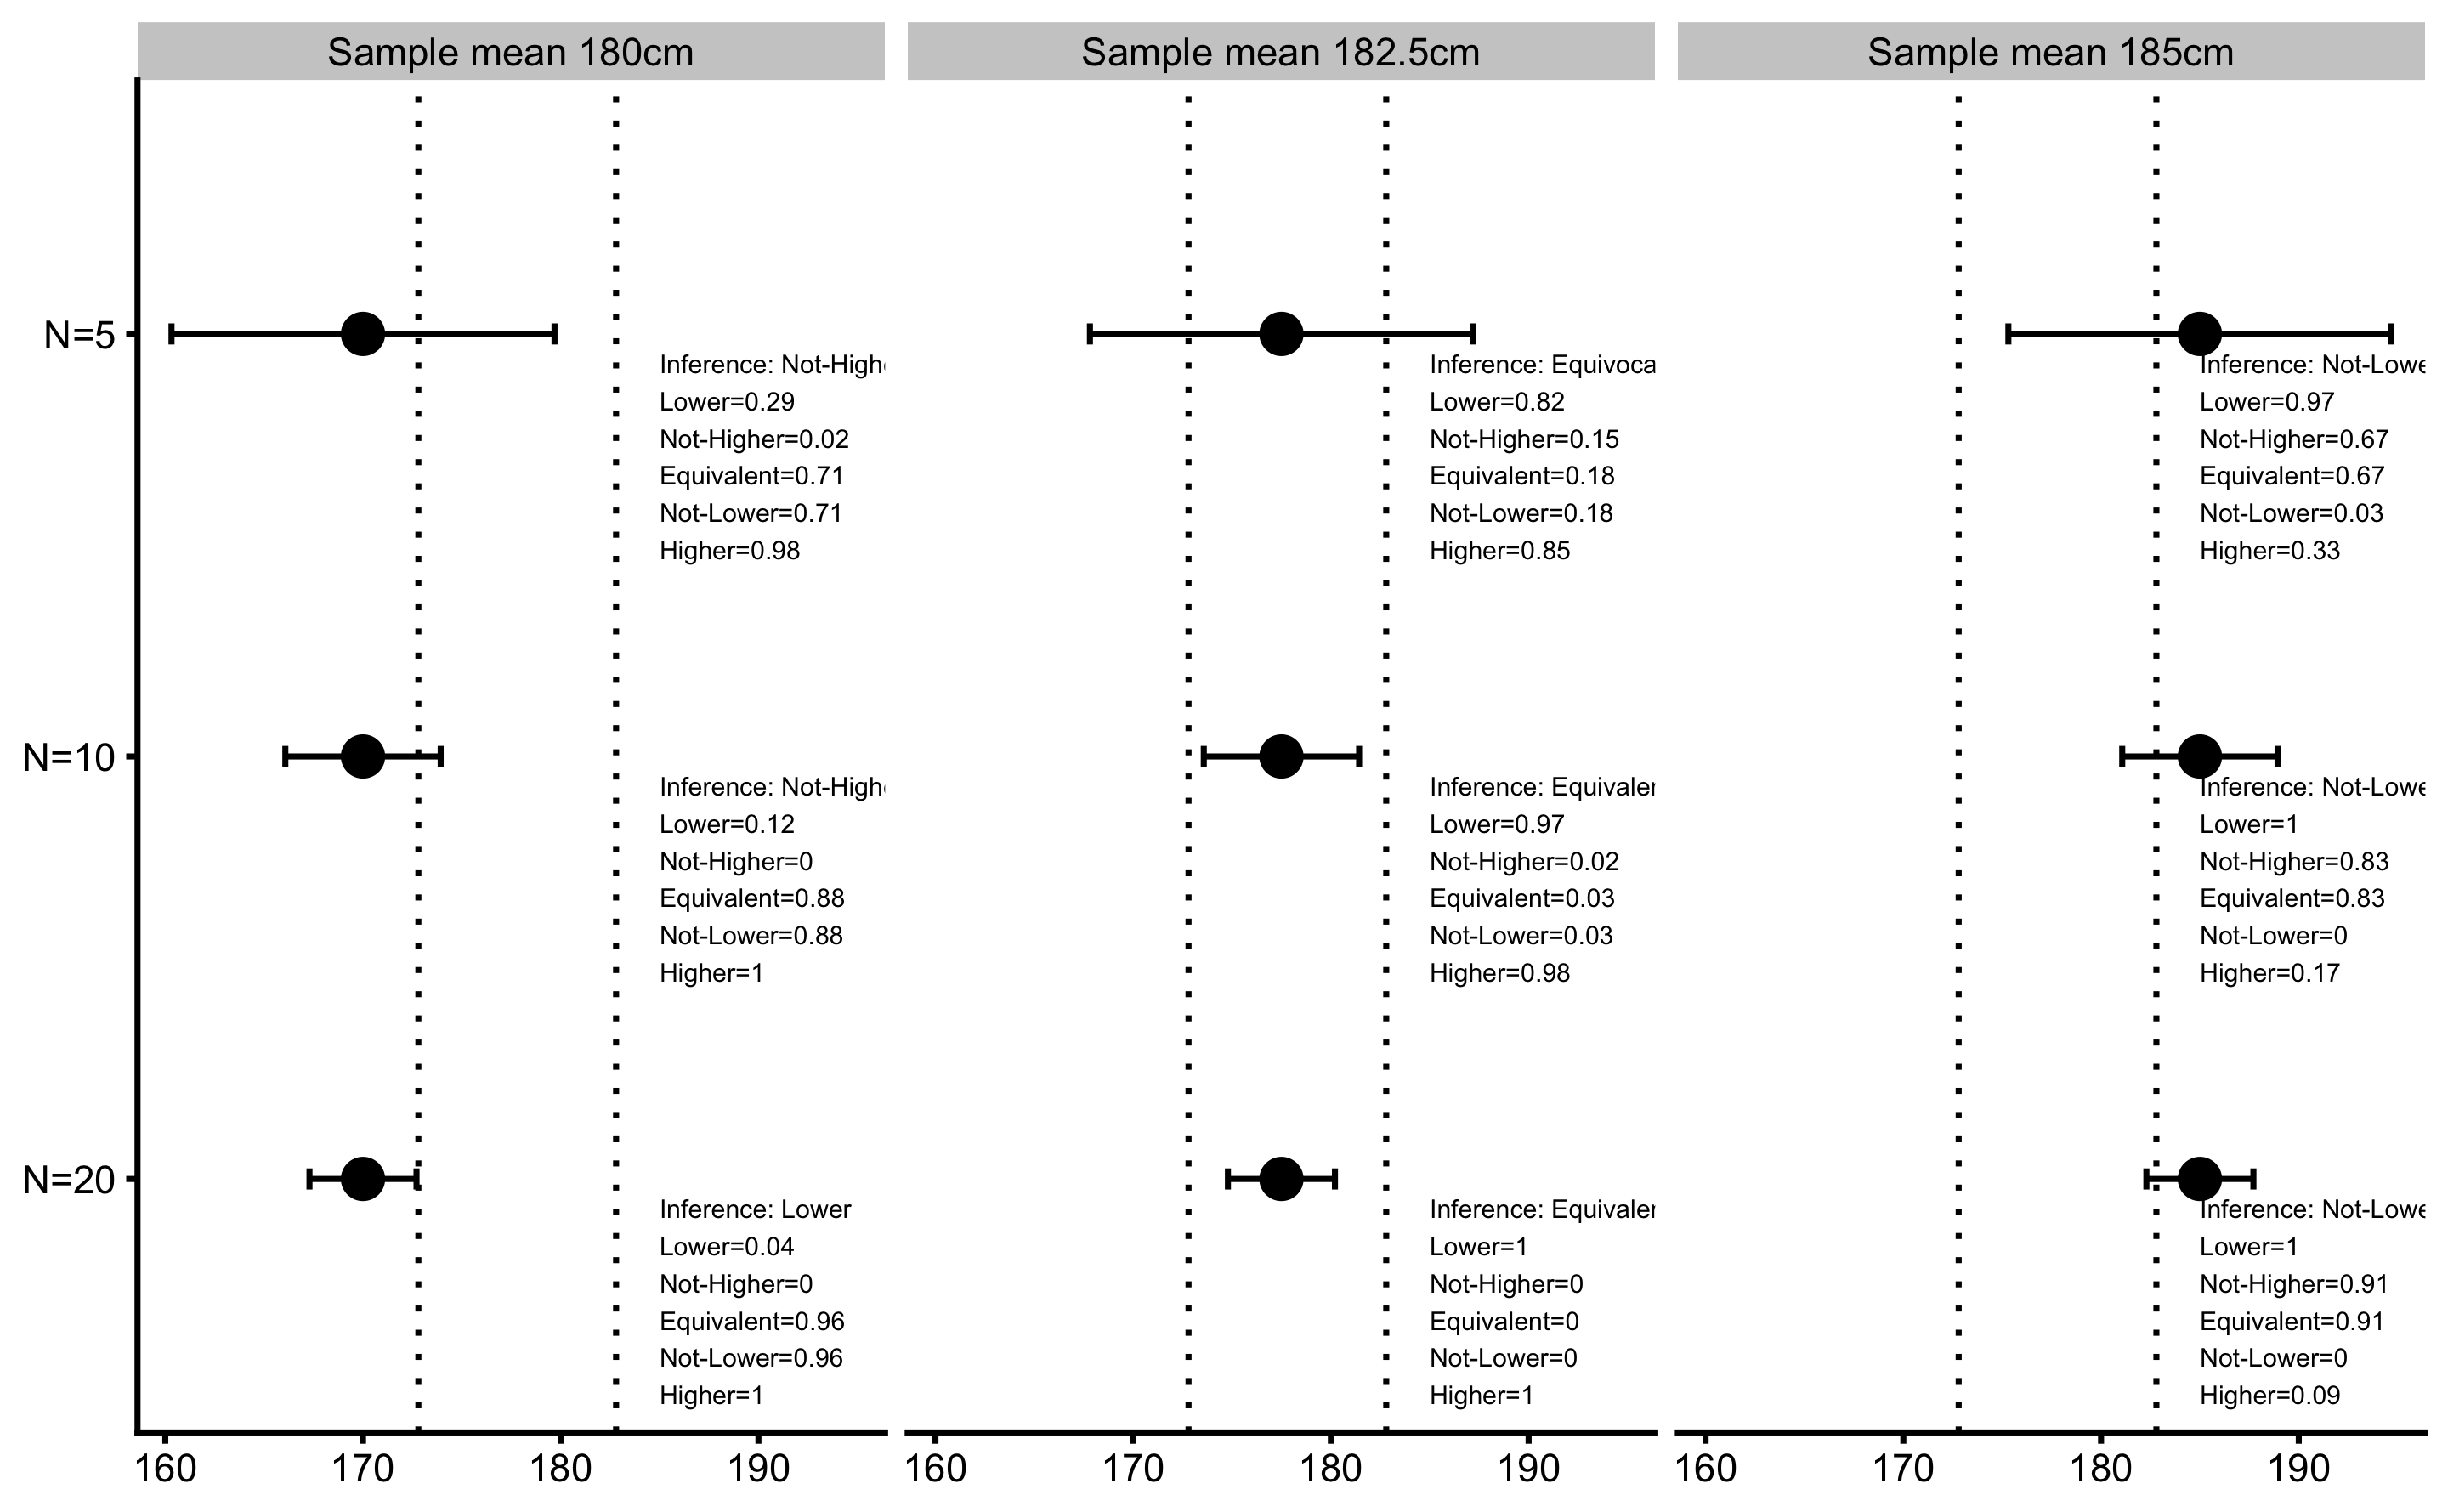 Sample mean 180cm
Sample mean 182.5cm
Sample mean 185cm
N=5
Inference: Not-High
Lower=0.29
Not-Higher=0.02
Equivalent=0.71
Not-Lower=0.71
Higher=0.98
Inference: Equivoca
Lower=0.82
Not-Higher=0.15
Equivalent=0.18
Not-Lower=0.18
Higher=0.85
Inference: Not-Lowe
Lower=0.97
Not-Higher=0.67
Equivalent=0.67
Not-Lower=0.03
Higher=0.33
N=10
Inference: Not-High
Lower=0.12
Not-Higher=0
Equivalent=0.88
Not-Lower=0.88
Higher=1
Inference: Equivaler
Lower=0.97
Not-Higher=0.02
Equivalent=0.03
Not-Lower=0.03
Higher=0.98
Inference: Not-Lowe
Lower=1
Not-Higher=0.83
Equivalent=0.83
Not-Lower=0
Higher=0.17
N=20
Inference: Lower
Lower=0.04
Not-Higher=0
Equivalent=0.96
Not-Lower=0.96
Higher=1
Inference: Equivaler
Lower=1
Not-Higher=0
Equivalent=0
Not-Lower=0
Higher=1
Inference: Not-Lowe
Lower=1
Not-Higher=0.91
Equivalent=0.91
Not-Lower=0
Higher=0.09
160 170 180 190
160 170 180 190
160 170 180 190